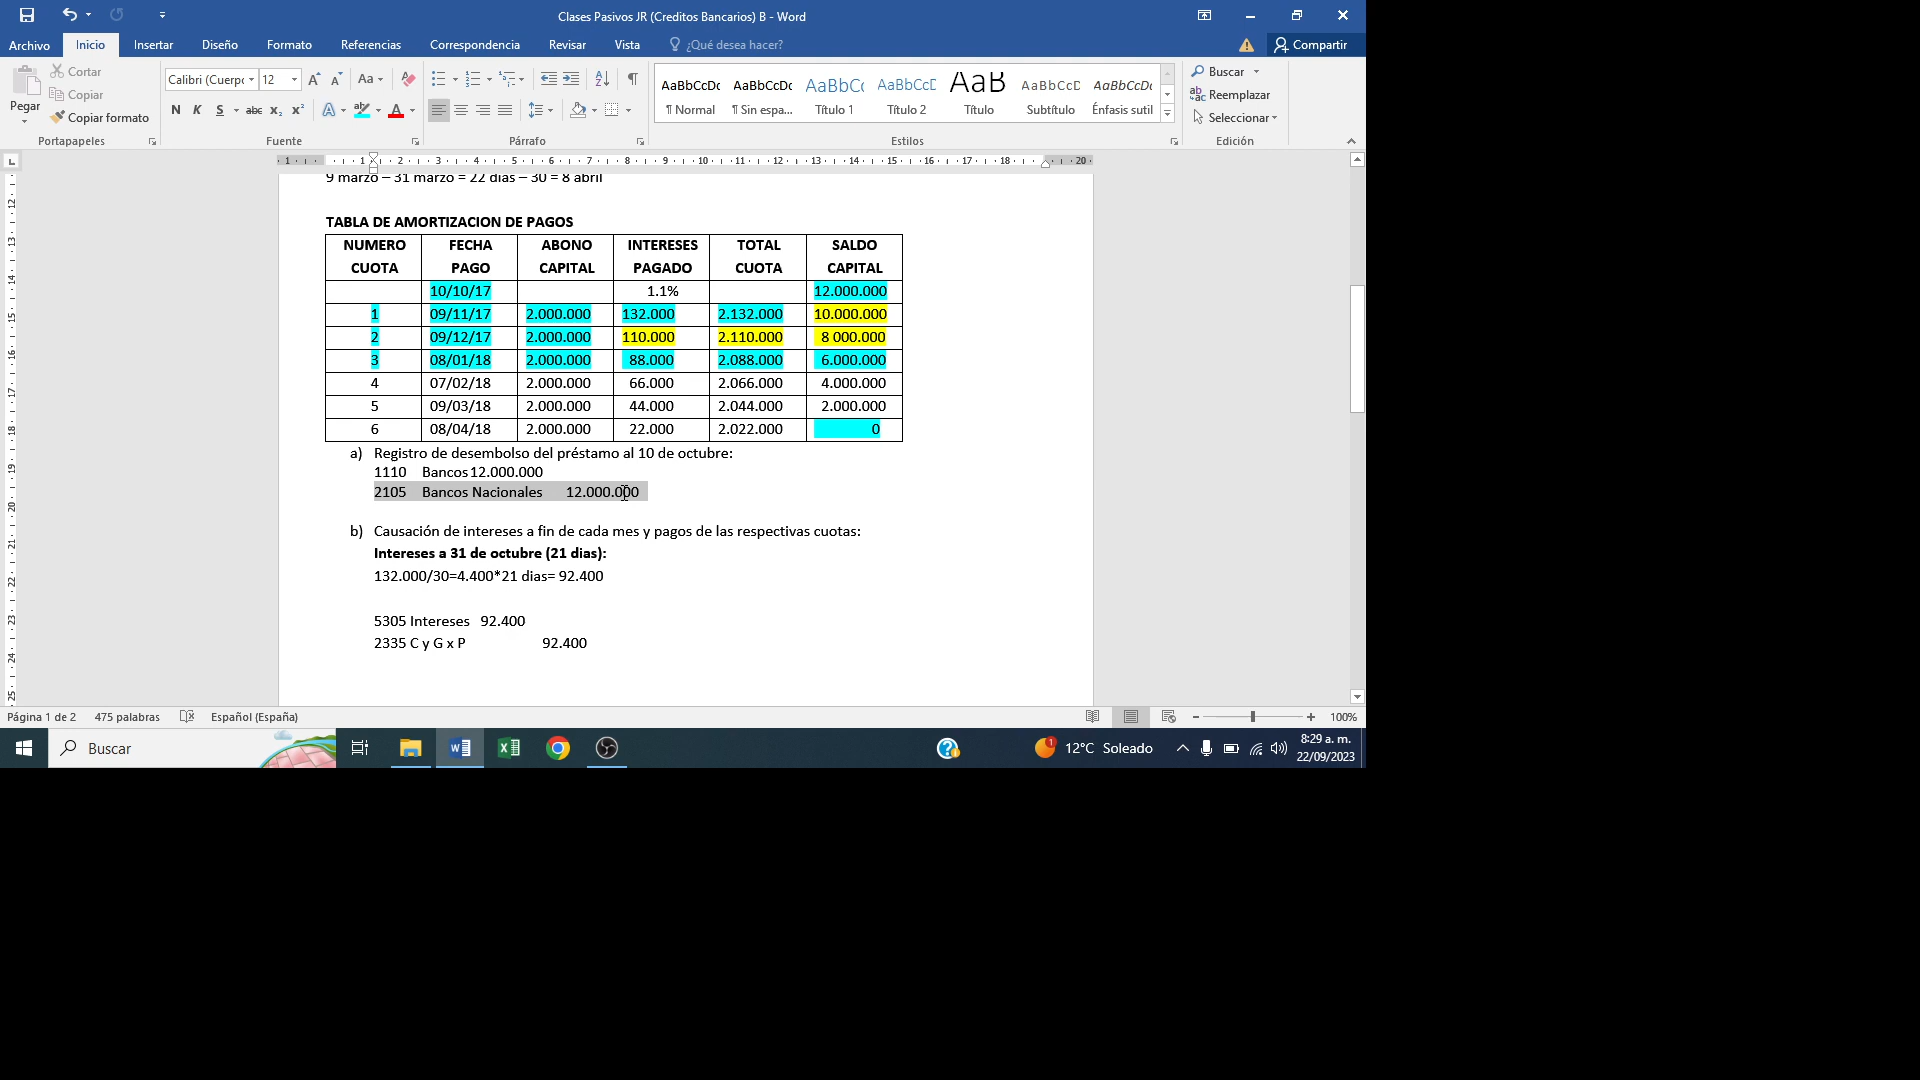 Clases Pasivos JR (Creditos Bancarios) B - Word
Archivo Inicio Insertar Diseño Formato Referencias Correspondencia Revisar Vista ¿Qué desea hacer? Compartir
Pegar
Cortar
Copiar
Copiar formato
Portapapeles
Calibri (Cuerpo 12
N K S abc x₂ x²
Fuente
Párrafo
AaBbCcDc AaBbCcDc AaBbCc AaBbCcD AaB AaBbCcD AaBbCcDc
¶ Normal ¶ Sin espa... Título 1 Título 2 Título Subtítulo Énfasis sutil
Estilos
Buscar
Reemplazar
Seleccionar
Edición
9 marzo – 31 marzo = 22 dias – 30 = 8 abril
TABLA DE AMORTIZACION DE PAGOS
NUMERO CUOTA FECHA PAGO ABONO CAPITAL INTERESES PAGADO TOTAL CUOTA SALDO CAPITAL
10/10/17 1.1% 12.000.000
1 09/11/17 2.000.000 132.000 2.132.000 10.000.000
2 09/12/17 2.000.000 110.000 2.110.000 8 000.000
3 08/01/18 2.000.000 88.000 2.088.000 6.000.000
4 07/02/18 2.000.000 66.000 2.066.000 4.000.000
5 09/03/18 2.000.000 44.000 2.044.000 2.000.000
6 08/04/18 2.000.000 22.000 2.022.000 0
a) Registro de desembolso del préstamo al 10 de octubre:
1110 Bancos 12.000.000
2105 Bancos Nacionales 12.000.000
b) Causación de intereses a fin de cada mes y pagos de las respectivas cuotas:
Intereses a 31 de octubre (21 dias):
132.000/30=4.400*21 dias= 92.400
5305 Intereses 92.400
2335 C y G x P 92.400
Página 1 de 2 475 palabras Español (España) 100%
Buscar 12°C Soleado 8:29 a. m.
22/09/2023